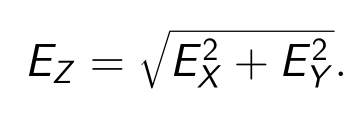 $E_Z = \sqrt{E_X^2 + E_Y^2}.$